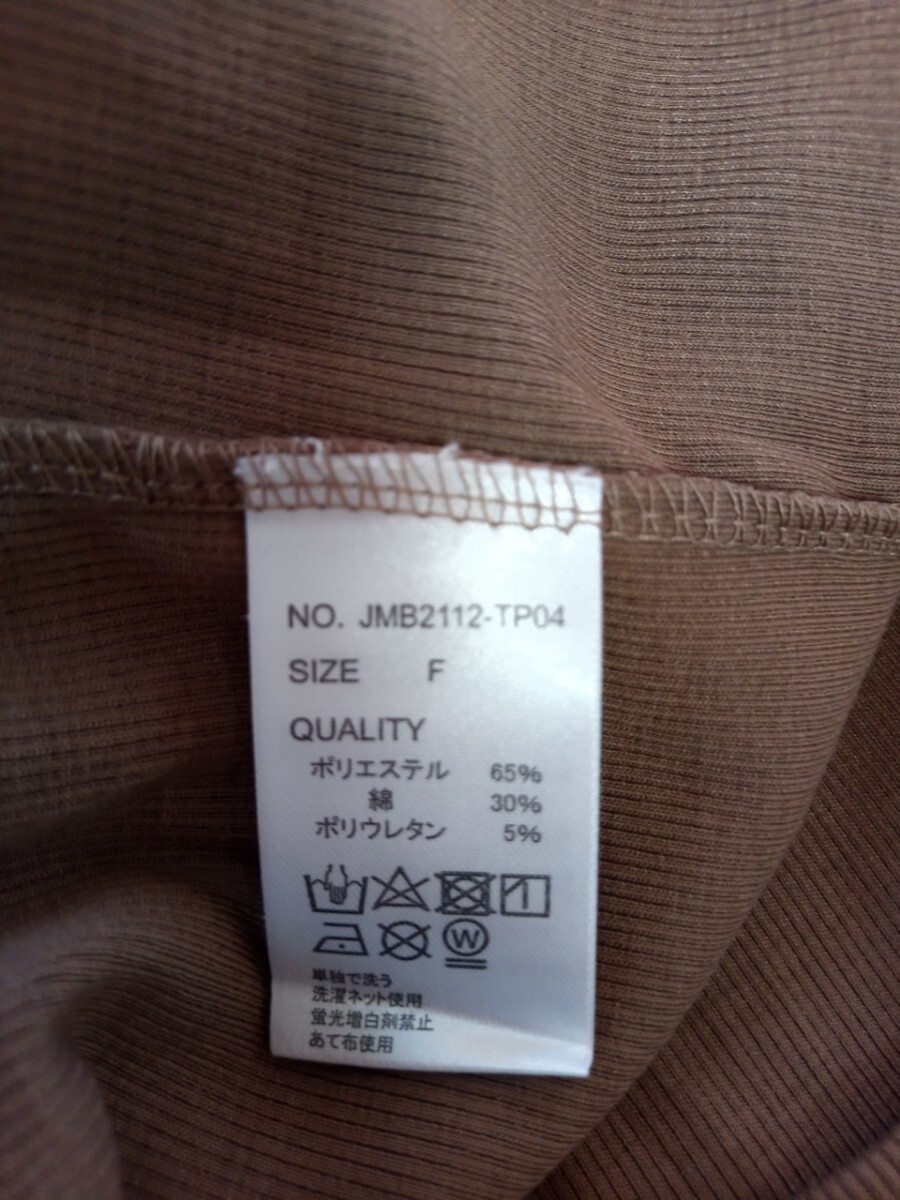 NO. JMB2112-TP04
SIZE F
QUALITY
ポリエステル 65%
綿 30%
ポリウレタン 5%
W
単独で洗う
洗濯ネット使用
蛍光増白剤禁止
あて布使用